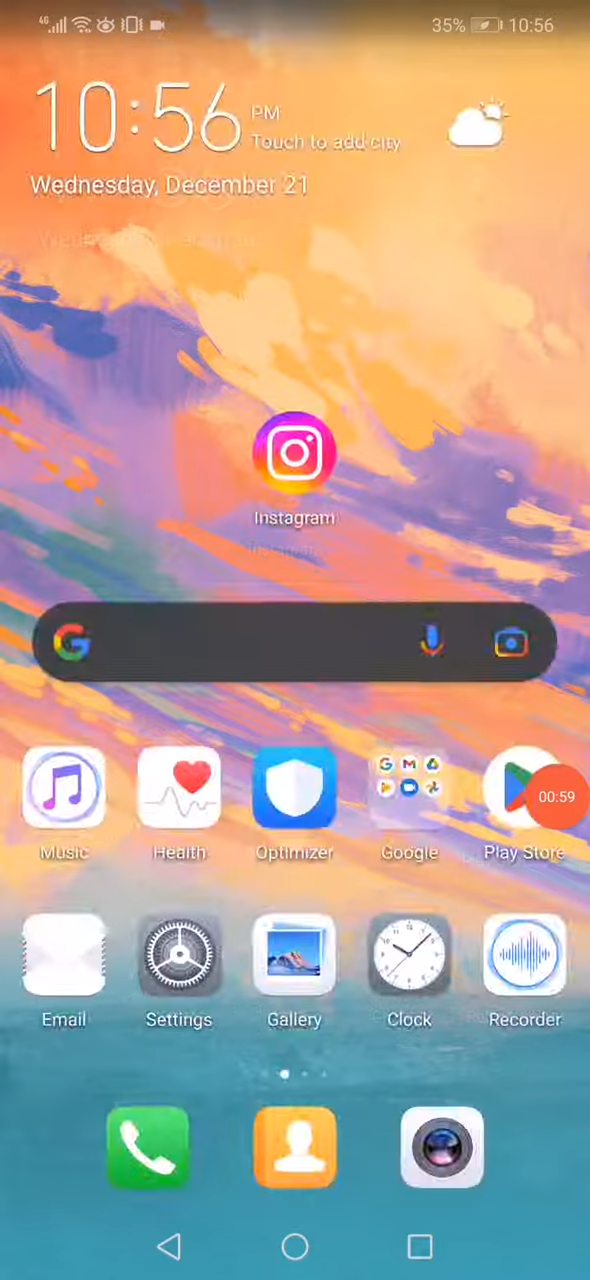 4G 35% 10:56
10:56 PM
Touch to add city
Wednesday, December 21
Instagram
00:59
Music Health Optimizer Google Play Store
Email Settings Gallery Clock Recorder